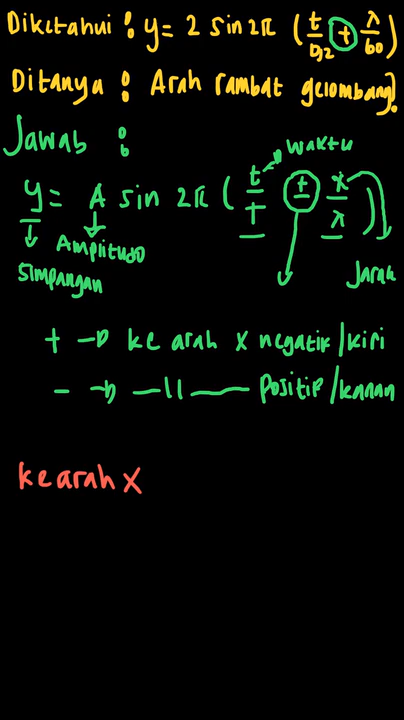 Diketahui : y = 2 sin 2π (t/0,2 + λ/60)
Ditanya : Arah rambat gelombang?
Jawab :
waktu
y = A sin 2π (t/T ± x/λ)
Amplitudo
Simpangan
Jarak
+ → ke arah x negatif/kiri
- → —11— positif/kanan
ke arah x